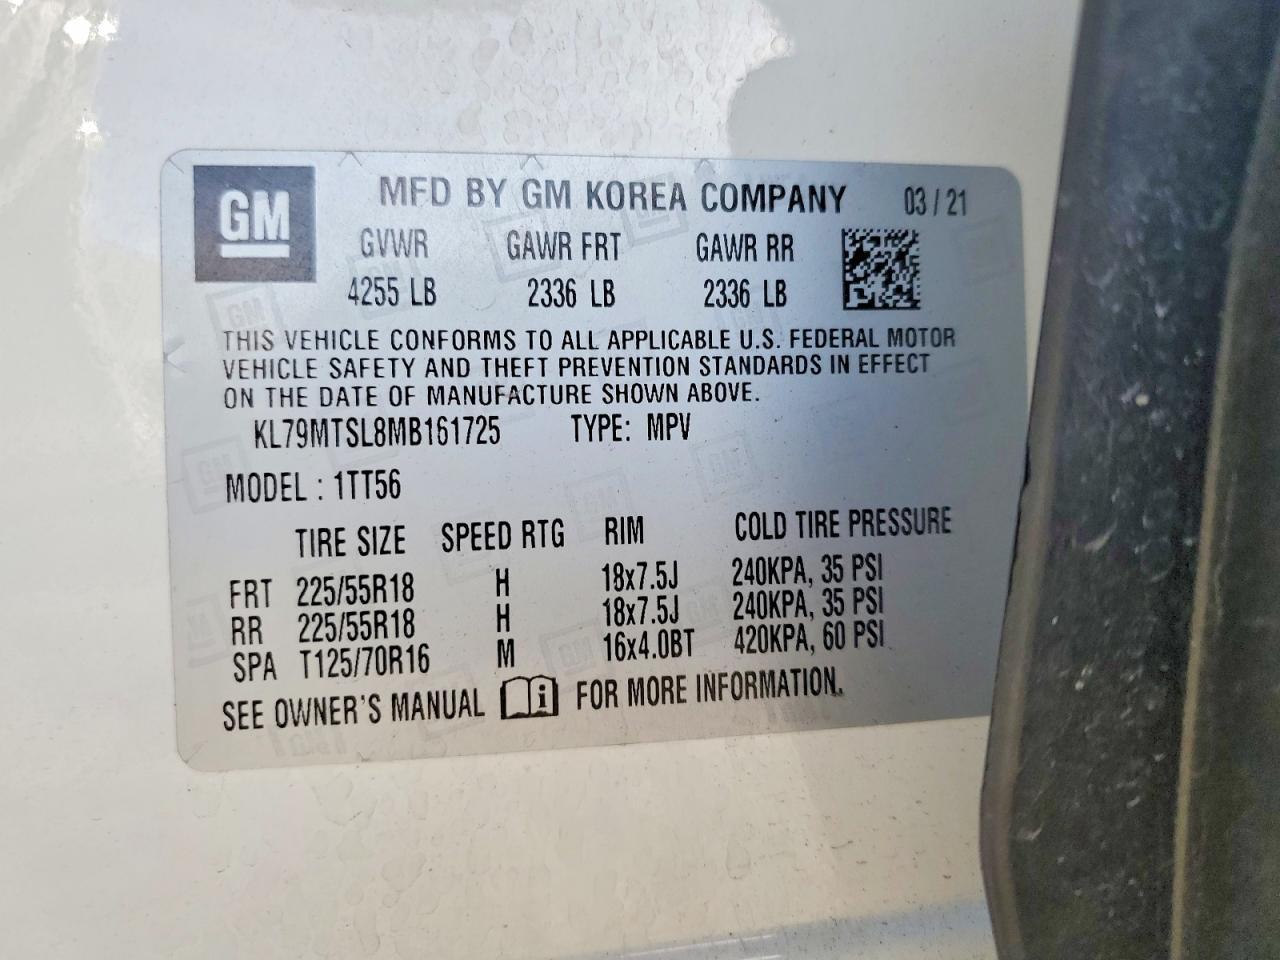 GM
MFD BY GM KOREA COMPANY 03 / 21
GVWR GAWR FRT GAWR RR
4255 LB 2336 LB 2336 LB
THIS VEHICLE CONFORMS TO ALL APPLICABLE U.S. FEDERAL MOTOR
VEHICLE SAFETY AND THEFT PREVENTION STANDARDS IN EFFECT
ON THE DATE OF MANUFACTURE SHOWN ABOVE.
KL79MTSL8MB161725 TYPE: MPV
MODEL : 1TT56
TIRE SIZE SPEED RTG RIM COLD TIRE PRESSURE
FRT 225/55R18 H 18x7.5J 240KPA, 35 PSI
RR 225/55R18 H 18x7.5J 240KPA, 35 PSI
SPA T125/70R16 M 16x4.0BT 420KPA, 60 PSI
SEE OWNER'S MANUAL i FOR MORE INFORMATION.